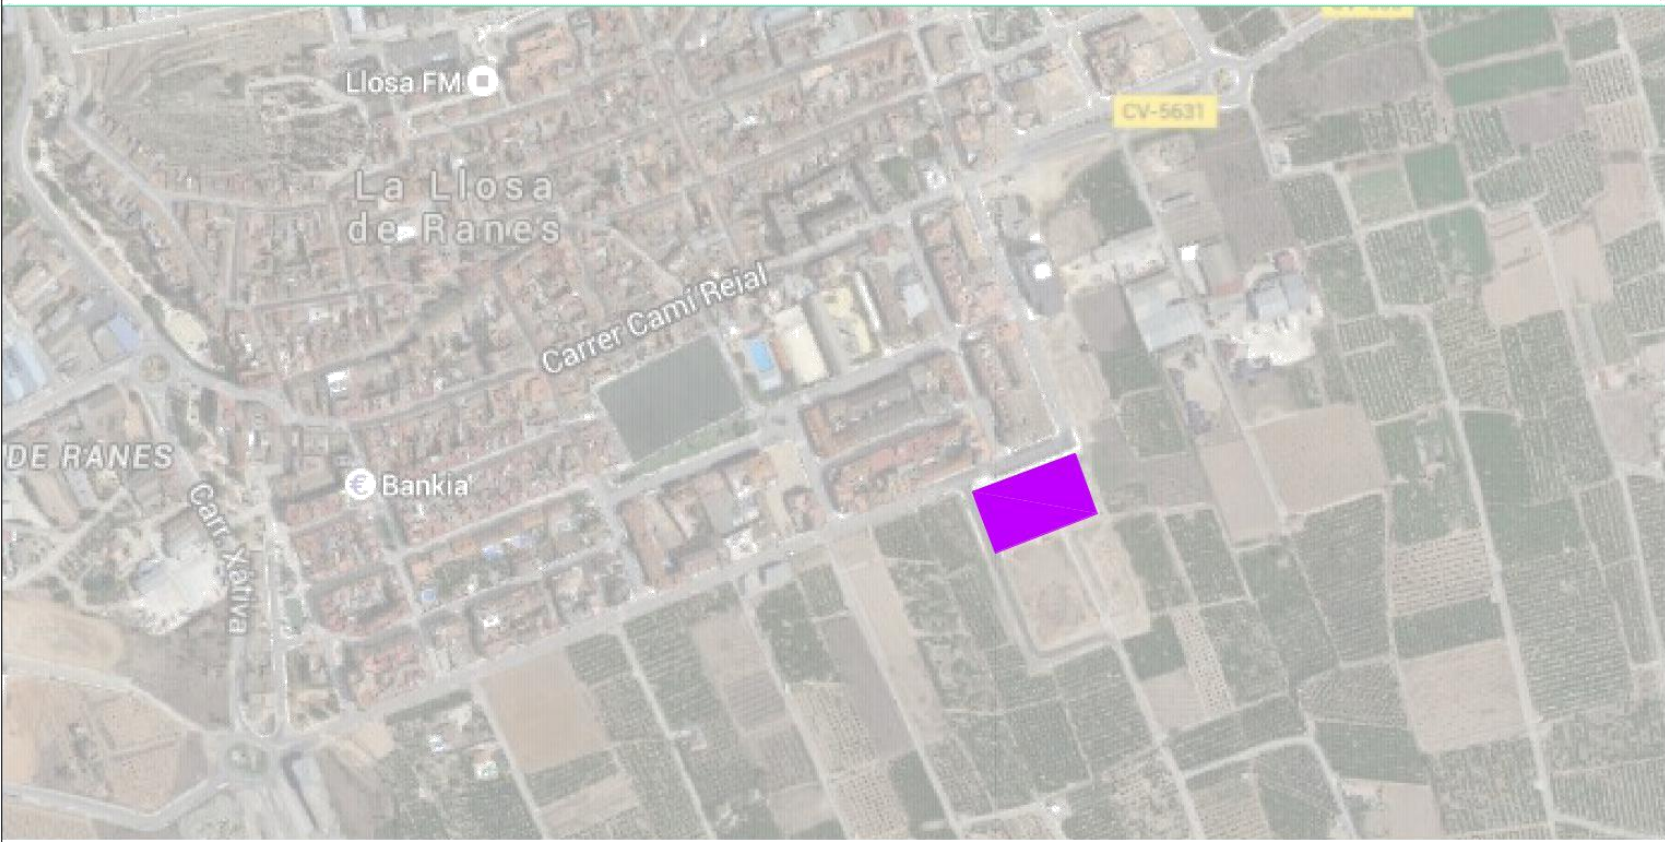 Llosa FM
CV-5631
La Llosa
de Ranes
Carrer Camí Reial
DE RANES
Bankia
Carr. Xàtiva